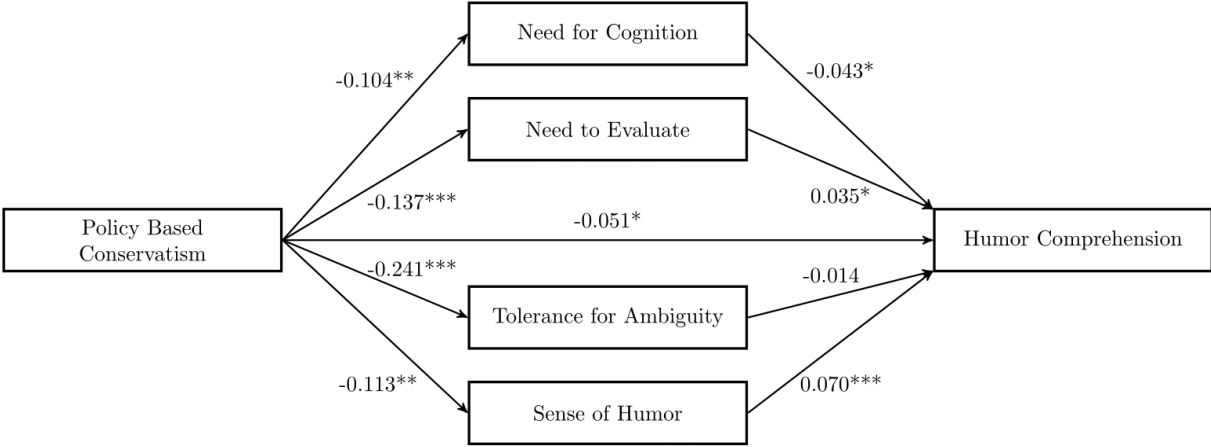 Need for Cognition
-0.104**
-0.043*
Need to Evaluate
-0.137***
0.035*
Policy Based
Conservatism
-0.051*
Humor Comprehension
-0.241***
-0.014
Tolerance for Ambiguity
-0.113**
0.070***
Sense of Humor